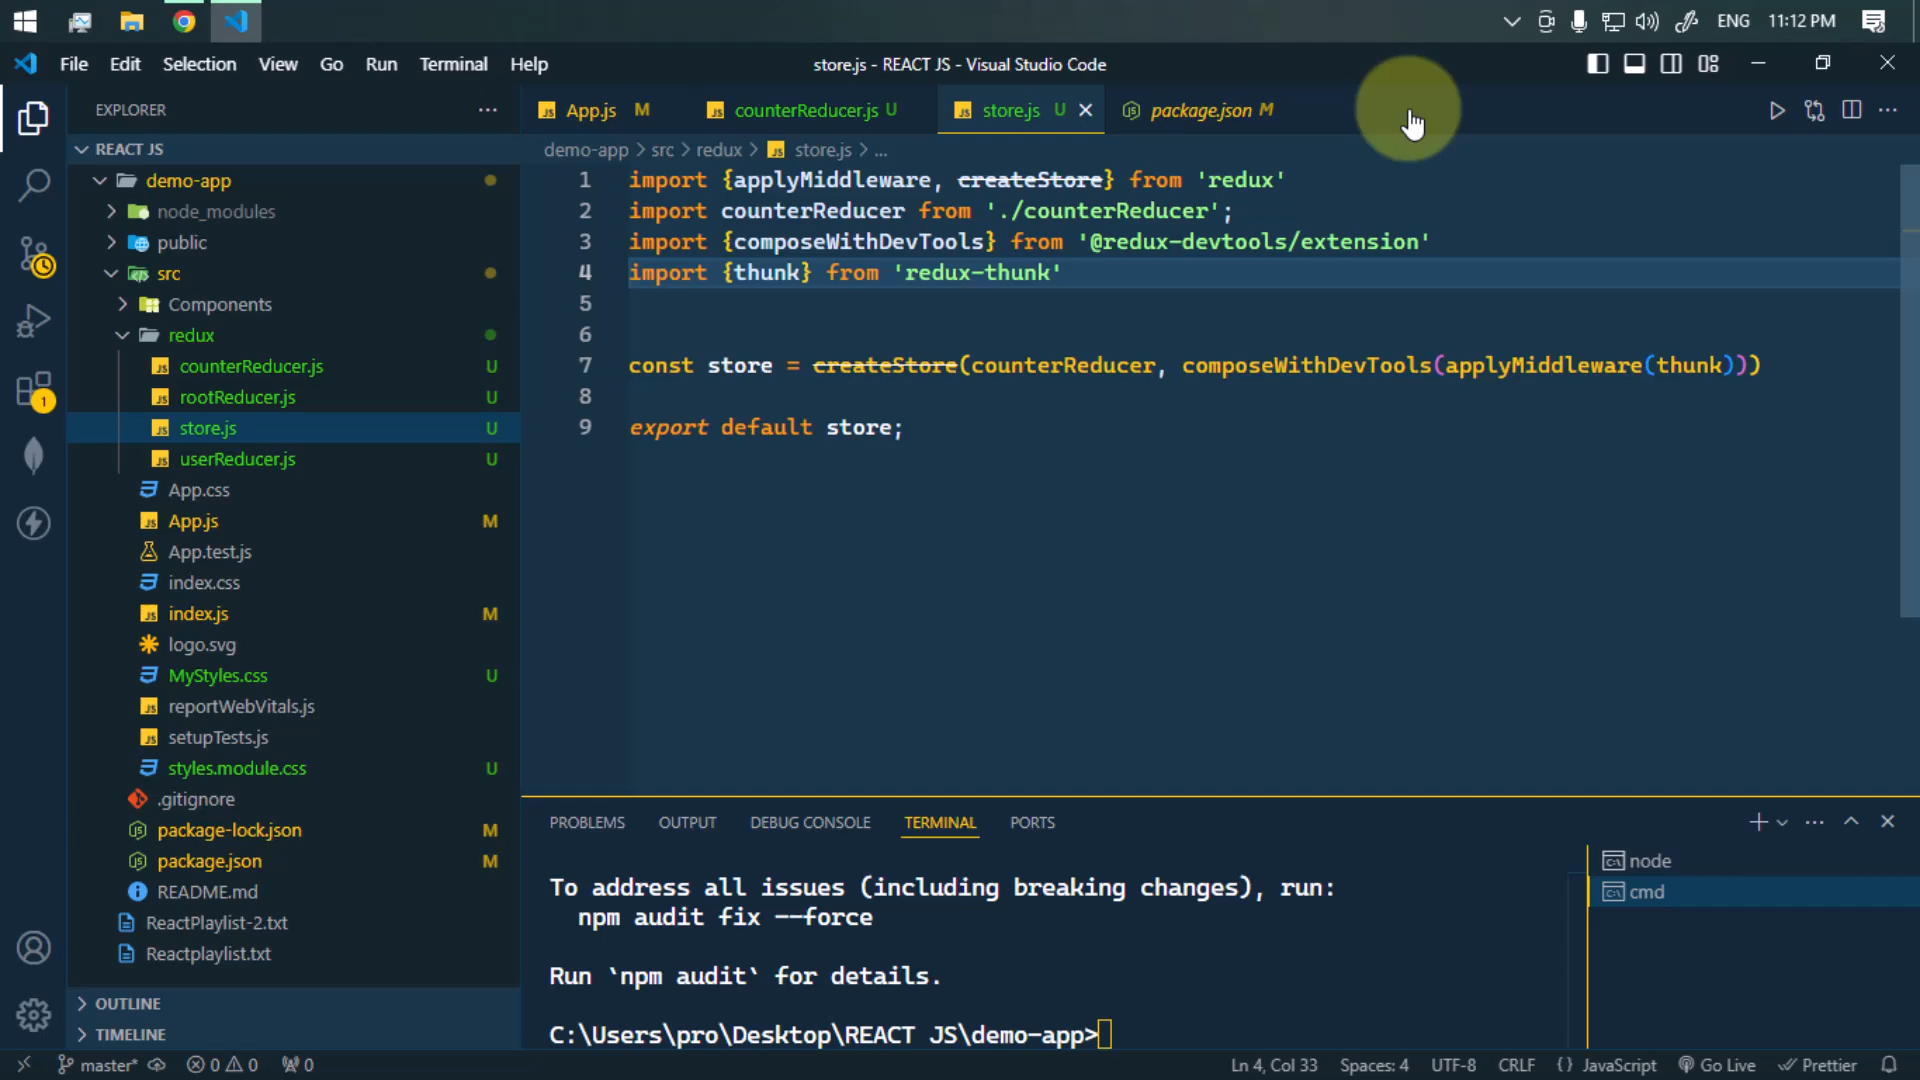 ENG 11:12 PM
File Edit Selection View Go Run Terminal Help
store.js - REACT JS - Visual Studio Code
EXPLORER
REACT JS
demo-app
node_modules
public
src
Components
redux
counterReducer.js U
rootReducer.js U
store.js U
userReducer.js U
App.css
App.js M
App.test.js
index.css
index.js M
logo.svg
MyStyles.css U
reportWebVitals.js
setupTests.js
styles.module.css U
.gitignore
package-lock.json M
package.json M
README.md
ReactPlaylist-2.txt
Reactplaylist.txt
OUTLINE
TIMELINE
1
App.js M counterReducer.js U store.js U package.json M
demo-app > src > redux > store.js > ...
1 import {applyMiddleware, createStore} from 'redux'
2 import counterReducer from './counterReducer';
3 import {composeWithDevTools} from '@redux-devtools/extension'
4 import {thunk} from 'redux-thunk'
5
6
7 const store = createStore(counterReducer, composeWithDevTools(applyMiddleware(thunk)))
8
9 export default store;
PROBLEMS OUTPUT DEBUG CONSOLE TERMINAL PORTS
To address all issues (including breaking changes), run:
npm audit fix --force
Run `npm audit` for details.
C:\Users\pro\Desktop\REACT JS\demo-app>
node
cmd
master* 0 0 0 Ln 4, Col 33 Spaces: 4 UTF-8 CRLF {} JavaScript Go Live Prettier